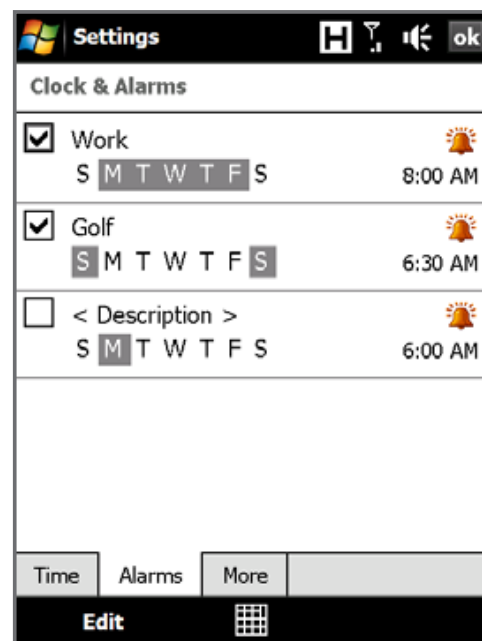 Settings H ok
Clock & Alarms
Work
S M T W T F S 8:00 AM
Golf
S M T W T F S 6:30 AM
< Description >
S M T W T F S 6:00 AM
Time Alarms More
Edit